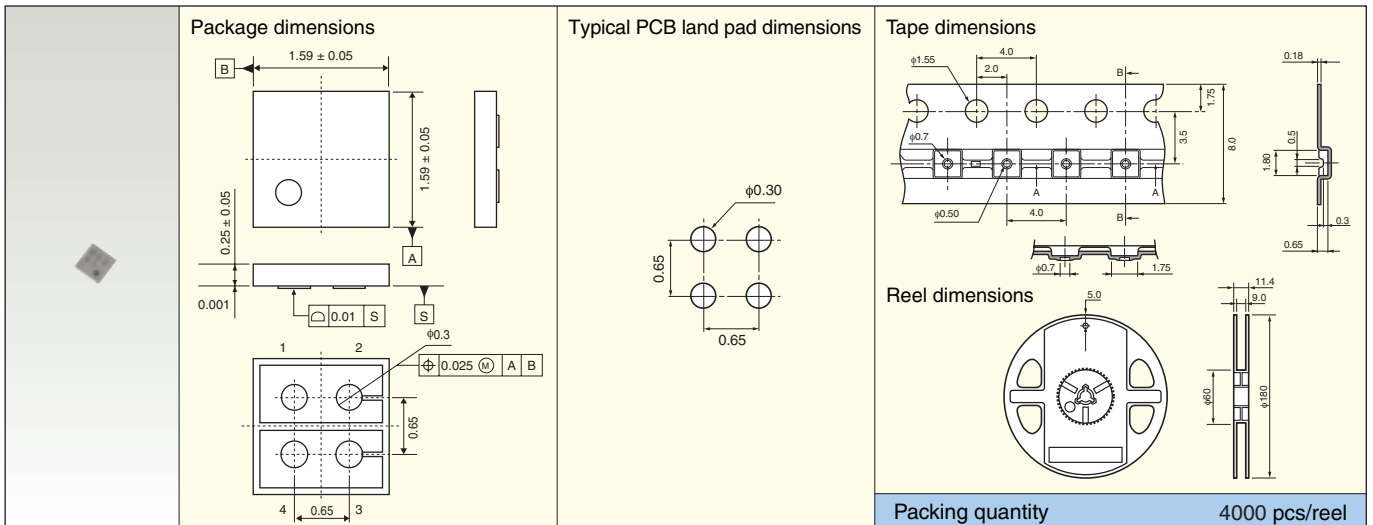 Package dimensions
B
1.59 ± 0.05
1.59 ± 0.05
A
0.25 ± 0.05
0.001
⌓ 0.01 S
S
φ0.3
1 2
⌖ 0.025 Ⓜ A B
0.65
4 0.65 3
Typical PCB land pad dimensions
φ0.30
0.65
0.65
Tape dimensions
4.0
φ1.55
2.0
B
1.75
3.5
8.0
φ0.7
A A
φ0.50
4.0
B
φ0.7
1.75
0.18
0.5
1.80
0.3
0.65
Reel dimensions
5.0
11.4
9.0
φ60
φ180
Packing quantity 4000 pcs/reel